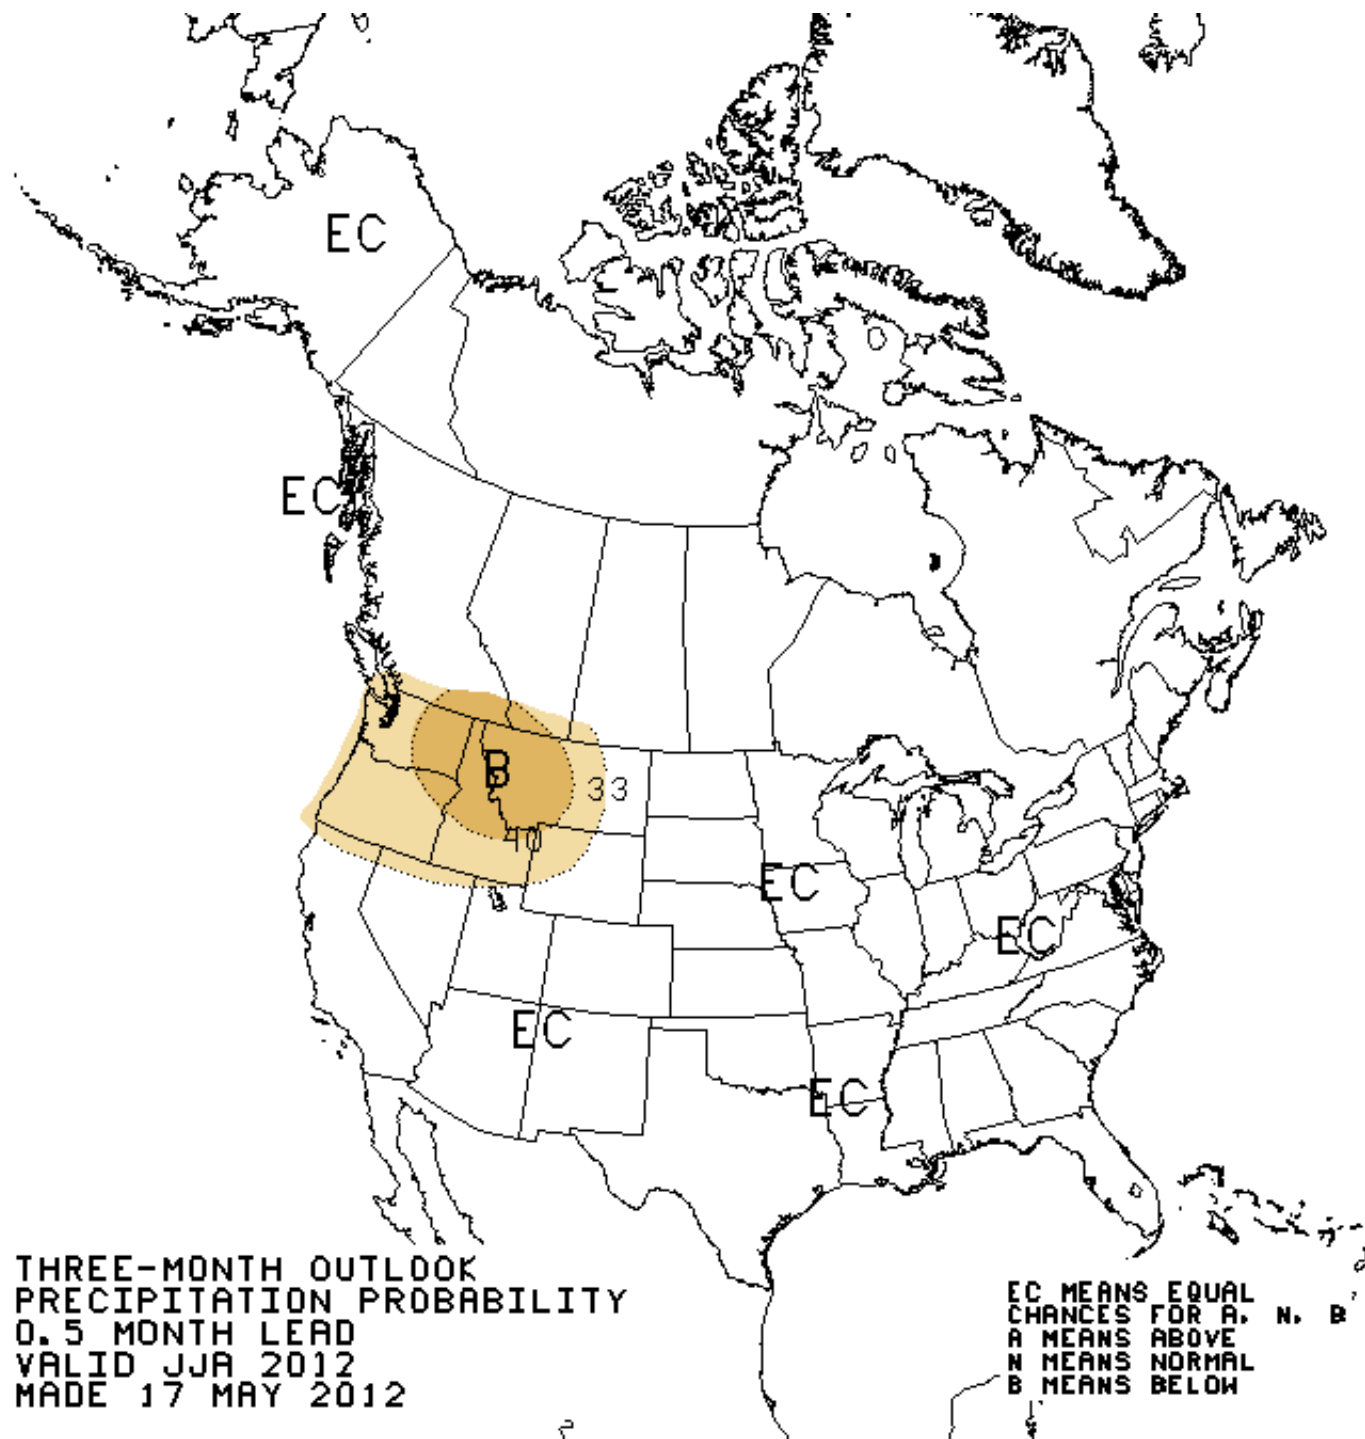 EC
EC
B
33
40
EC
EC
EC
EC
THREE-MONTH OUTLOOK
PRECIPITATION PROBABILITY
0.5 MONTH LEAD
VALID JJA 2012
MADE 17 MAY 2012
EC MEANS EQUAL
CHANCES FOR A, N, B
A MEANS ABOVE
N MEANS NORMAL
B MEANS BELOW